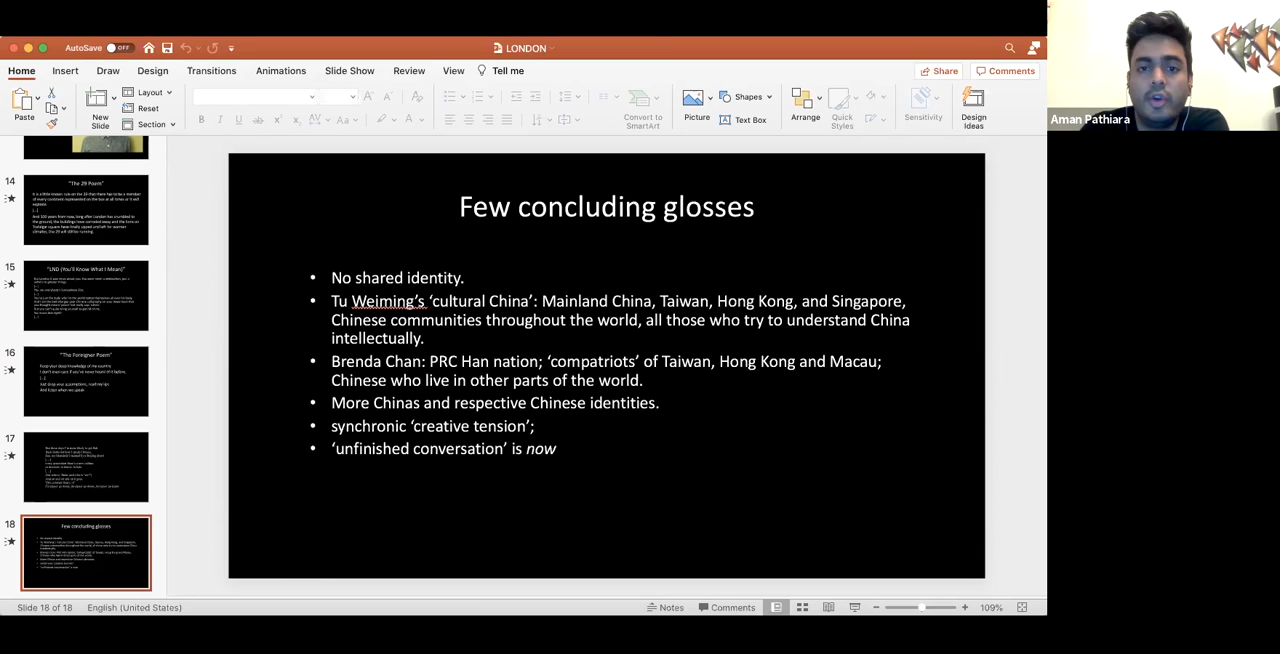 AutoSave OFF
LONDON
Home Insert Draw Design Transitions Animations Slide Show Review View Tell me
Share Comments
Paste
New Slide
Layout
Reset
Section
Convert to SmartArt
Picture
Shapes
Text Box
Arrange
Quick Styles
Sensitivity
Design Ideas
Aman Pathiara
14
"The 29 Poem"
15
"LND (You'll Know What I Mean)"
16
"The Foreigner Poem"
17
18
Few concluding glosses
Few concluding glosses
• No shared identity.
• Tu Weiming's 'cultural China': Mainland China, Taiwan, Hong Kong, and Singapore,
Chinese communities throughout the world, all those who try to understand China
intellectually.
• Brenda Chan: PRC Han nation; 'compatriots' of Taiwan, Hong Kong and Macau;
Chinese who live in other parts of the world.
• More Chinas and respective Chinese identities.
• synchronic 'creative tension';
• 'unfinished conversation' is now
Slide 18 of 18 English (United States)
Notes Comments 109%